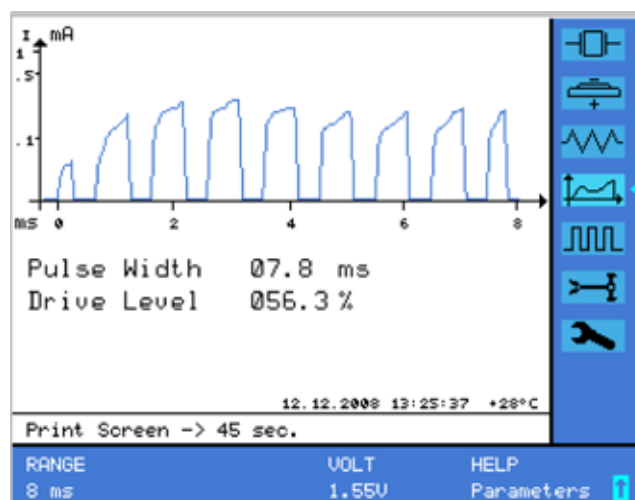 I mA
1
.5
.1
ms 0 2 4 6 8
Pulse Width 07.8 ms
Drive Level 056.3 %
12.12.2008 13:25:37 +28°C
Print Screen -> 45 sec.
RANGE VOLT HELP
8 ms 1.55V Parameters